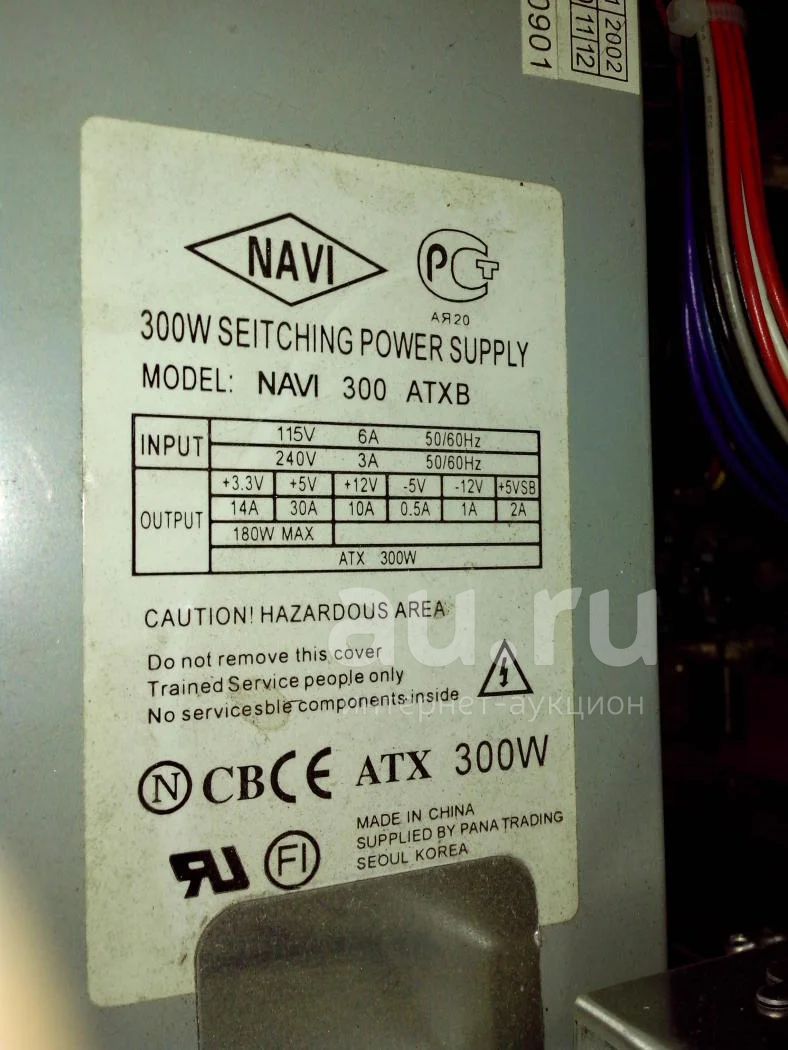 2002
11 12
0901
NAVI
РСТ
АЯ20
300W SEITCHING POWER SUPPLY
MODEL: NAVI 300 ATXB
INPUT 115V 6A 50/60Hz
240V 3A 50/60Hz
OUTPUT +3.3V +5V +12V -5V -12V +5VSB
14A 30A 10A 0.5A 1A 2A
180W MAX
ATX 300W
CAUTION! HAZARDOUS AREA
au.ru
интернет-аукцион
Do not remove this cover
Trained Service people only
No servicesble components inside
N CB CE ATX 300W
MADE IN CHINA
SUPPLIED BY PANA TRADING
SEOUL KOREA
FI